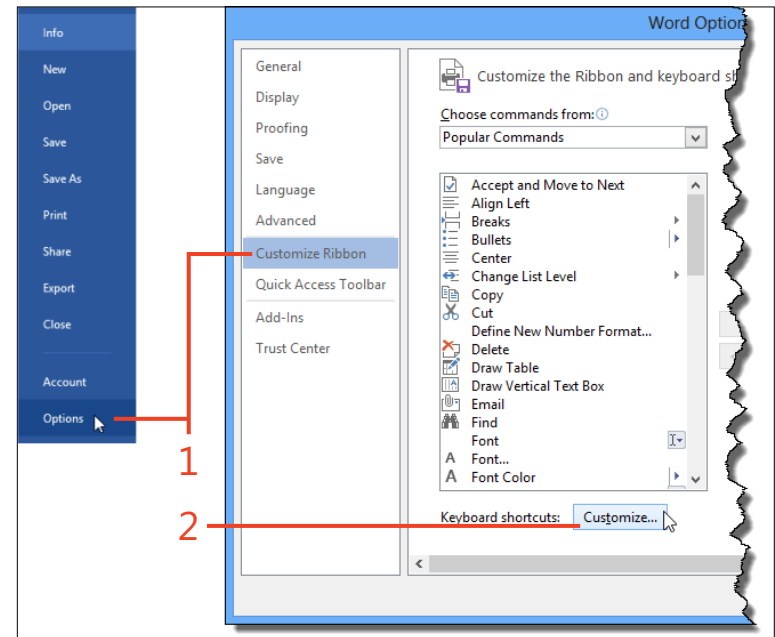 Info
New
Open
Save
Save As
Print
Share
Export
Close
Account
Options
1
2
Word Option
General
Display
Proofing
Save
Language
Advanced
Customize Ribbon
Quick Access Toolbar
Add-Ins
Trust Center
Customize the Ribbon and keyboard sh
Choose commands from:
Popular Commands
Accept and Move to Next
Align Left
Breaks
Bullets
Center
Change List Level
Copy
Cut
Define New Number Format...
Delete
Draw Table
Draw Vertical Text Box
Email
Find
Font
Font...
Font Color
Keyboard shortcuts: Customize...